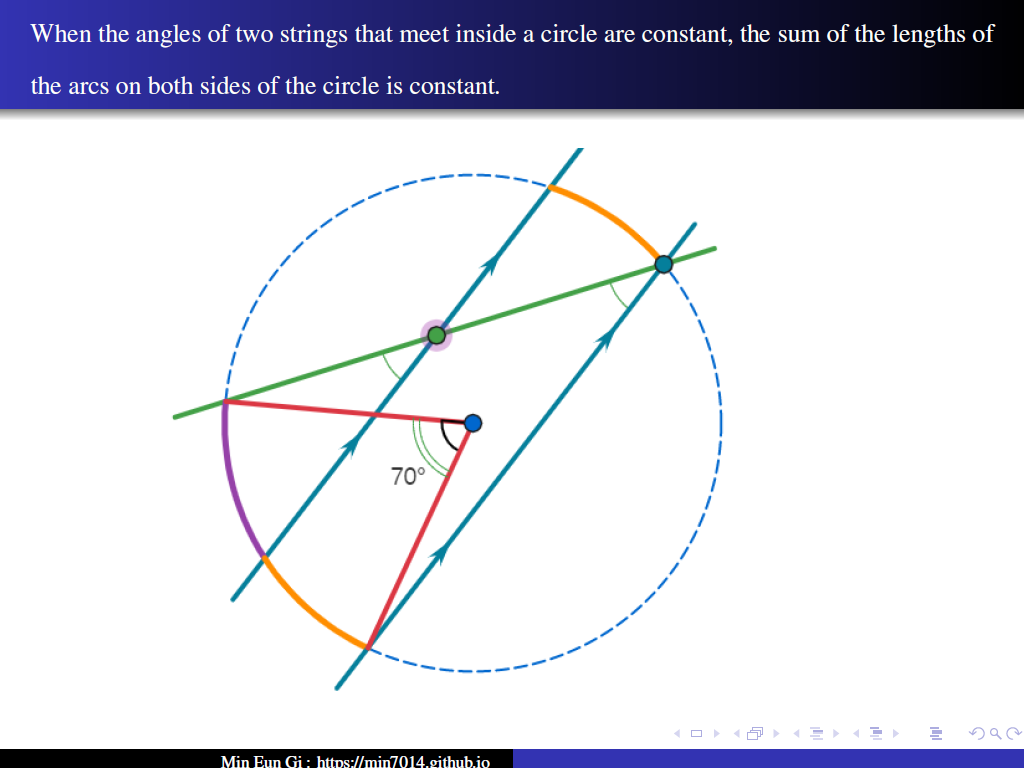 When the angles of two strings that meet inside a circle are constant, the sum of the lengths of
the arcs on both sides of the circle is constant.
70°
Min Eun Gi : https://min7014.github.io